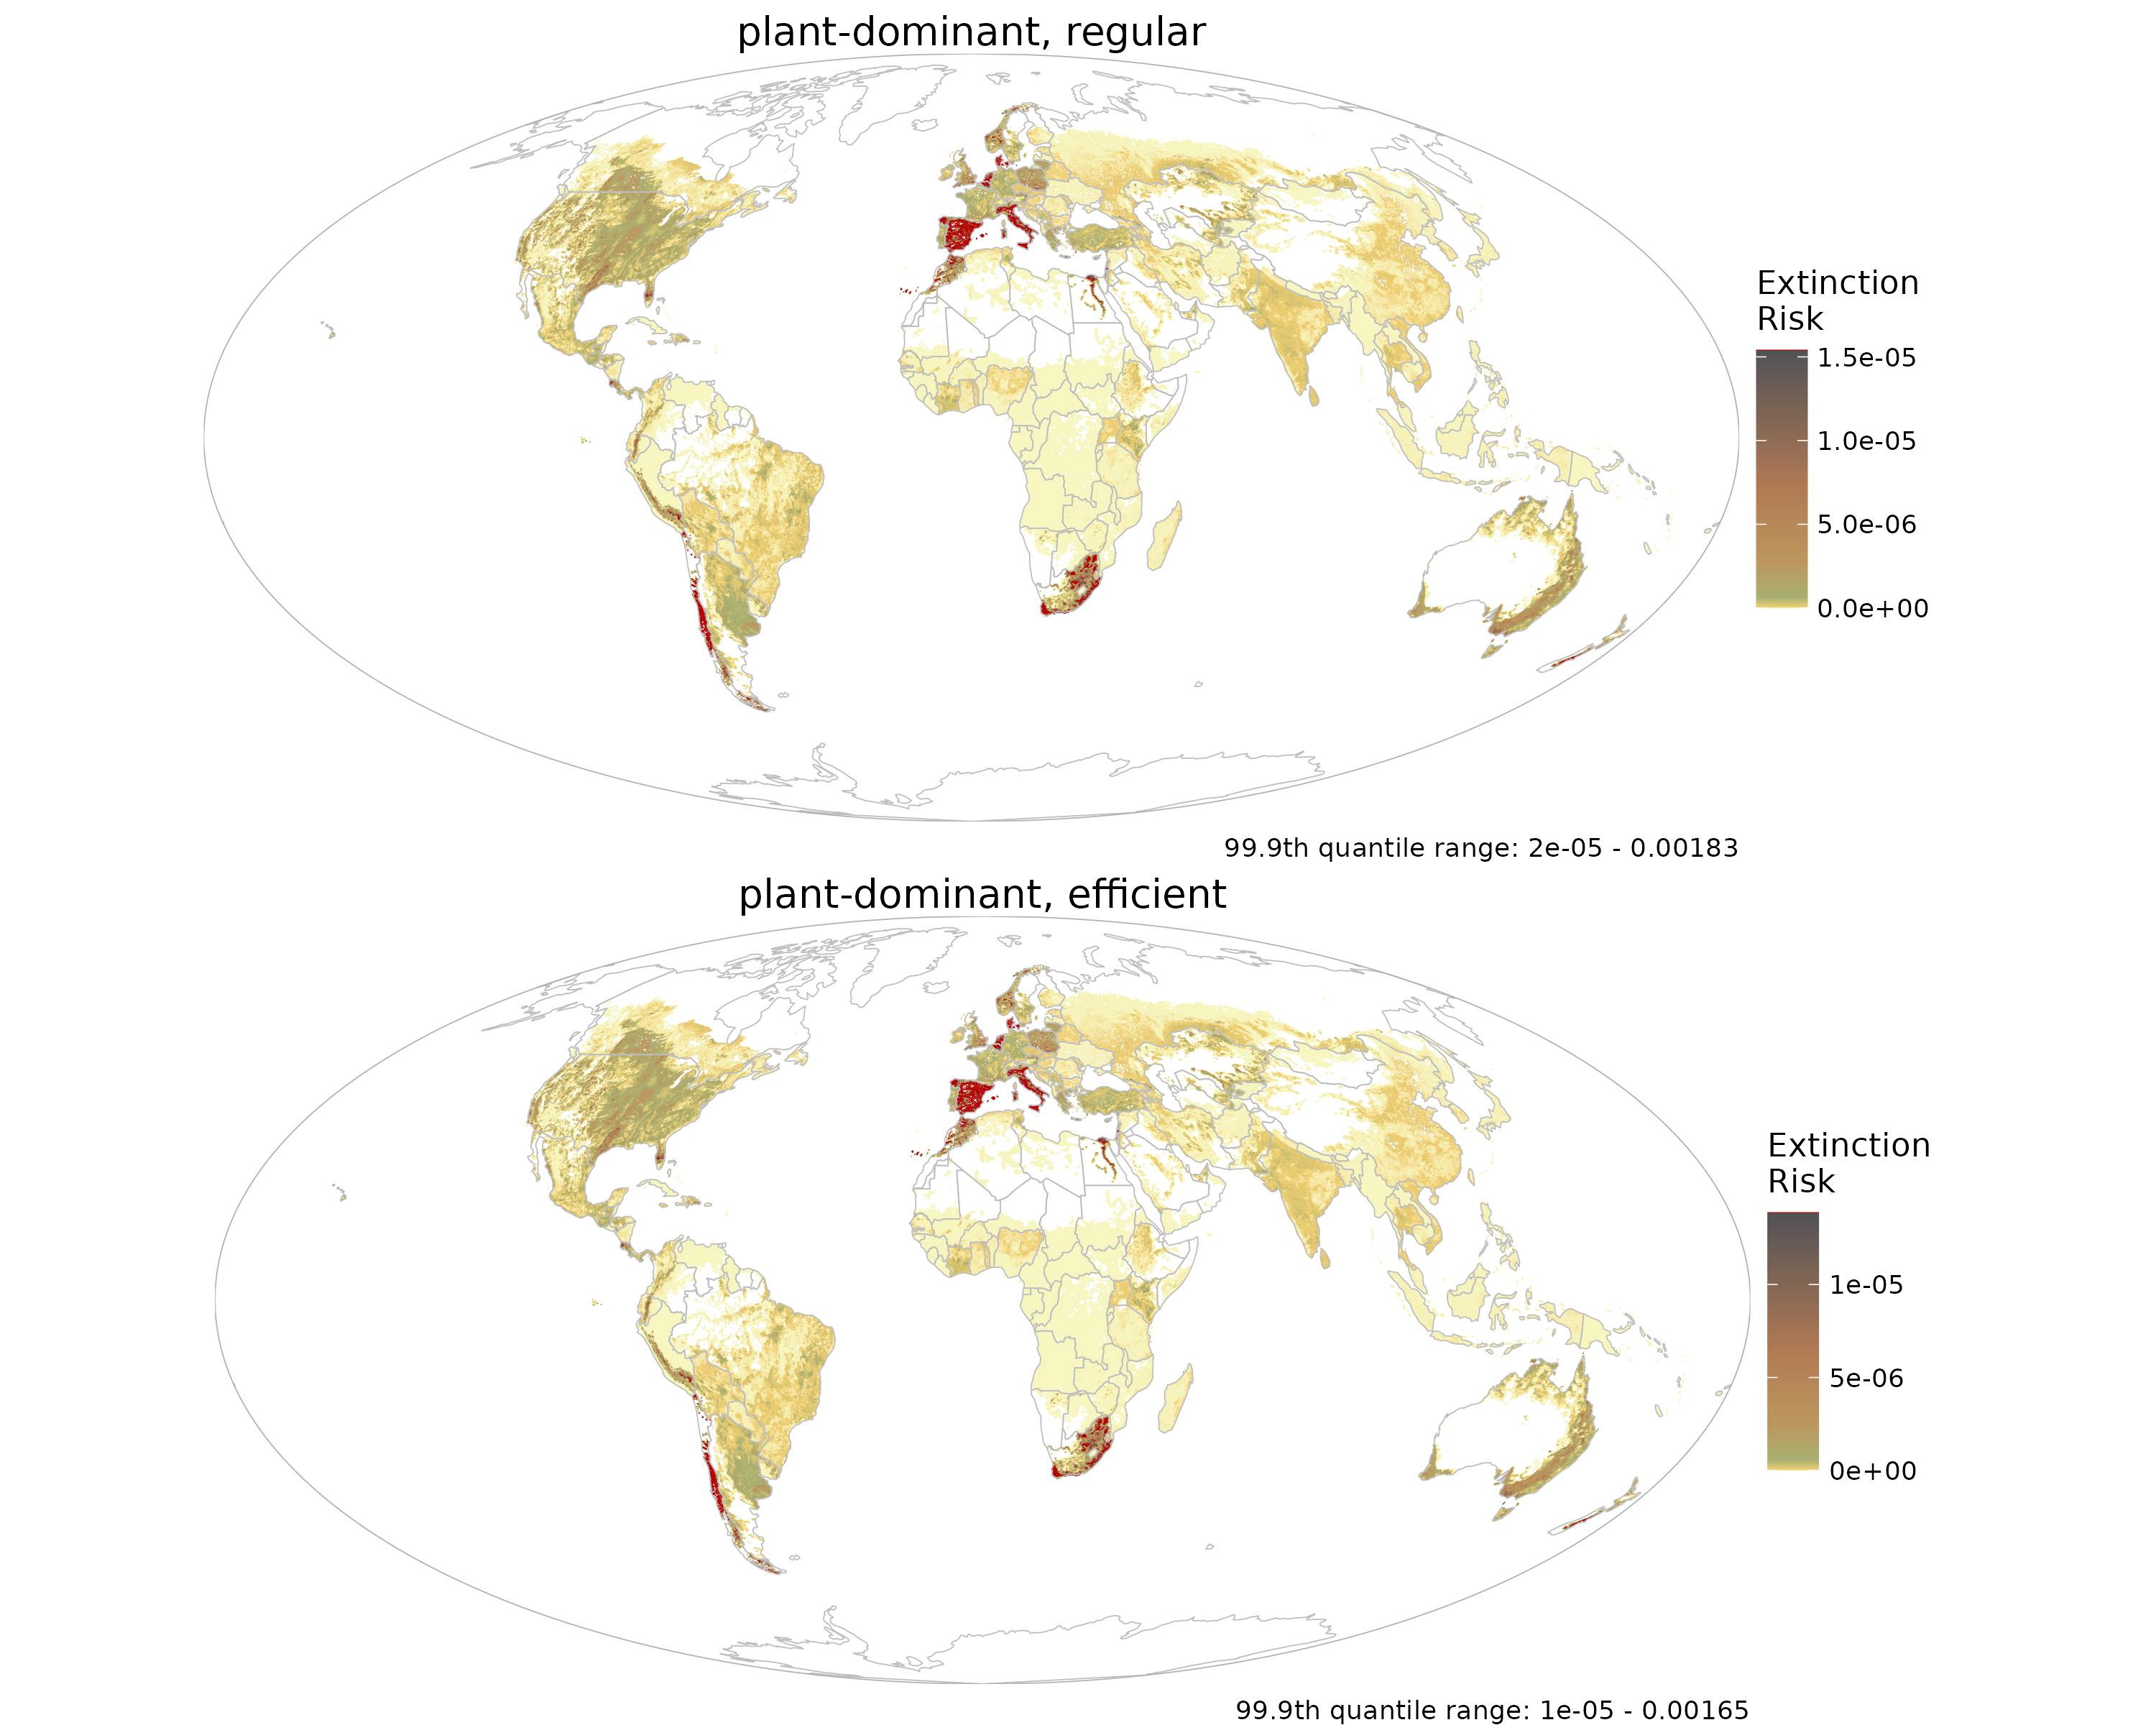 plant-dominant, regular
Extinction
Risk
1.5e-05
1.0e-05
5.0e-06
0.0e+00
99.9th quantile range: 2e-05 - 0.00183
plant-dominant, efficient
Extinction
Risk
1e-05
5e-06
0e+00
99.9th quantile range: 1e-05 - 0.00165